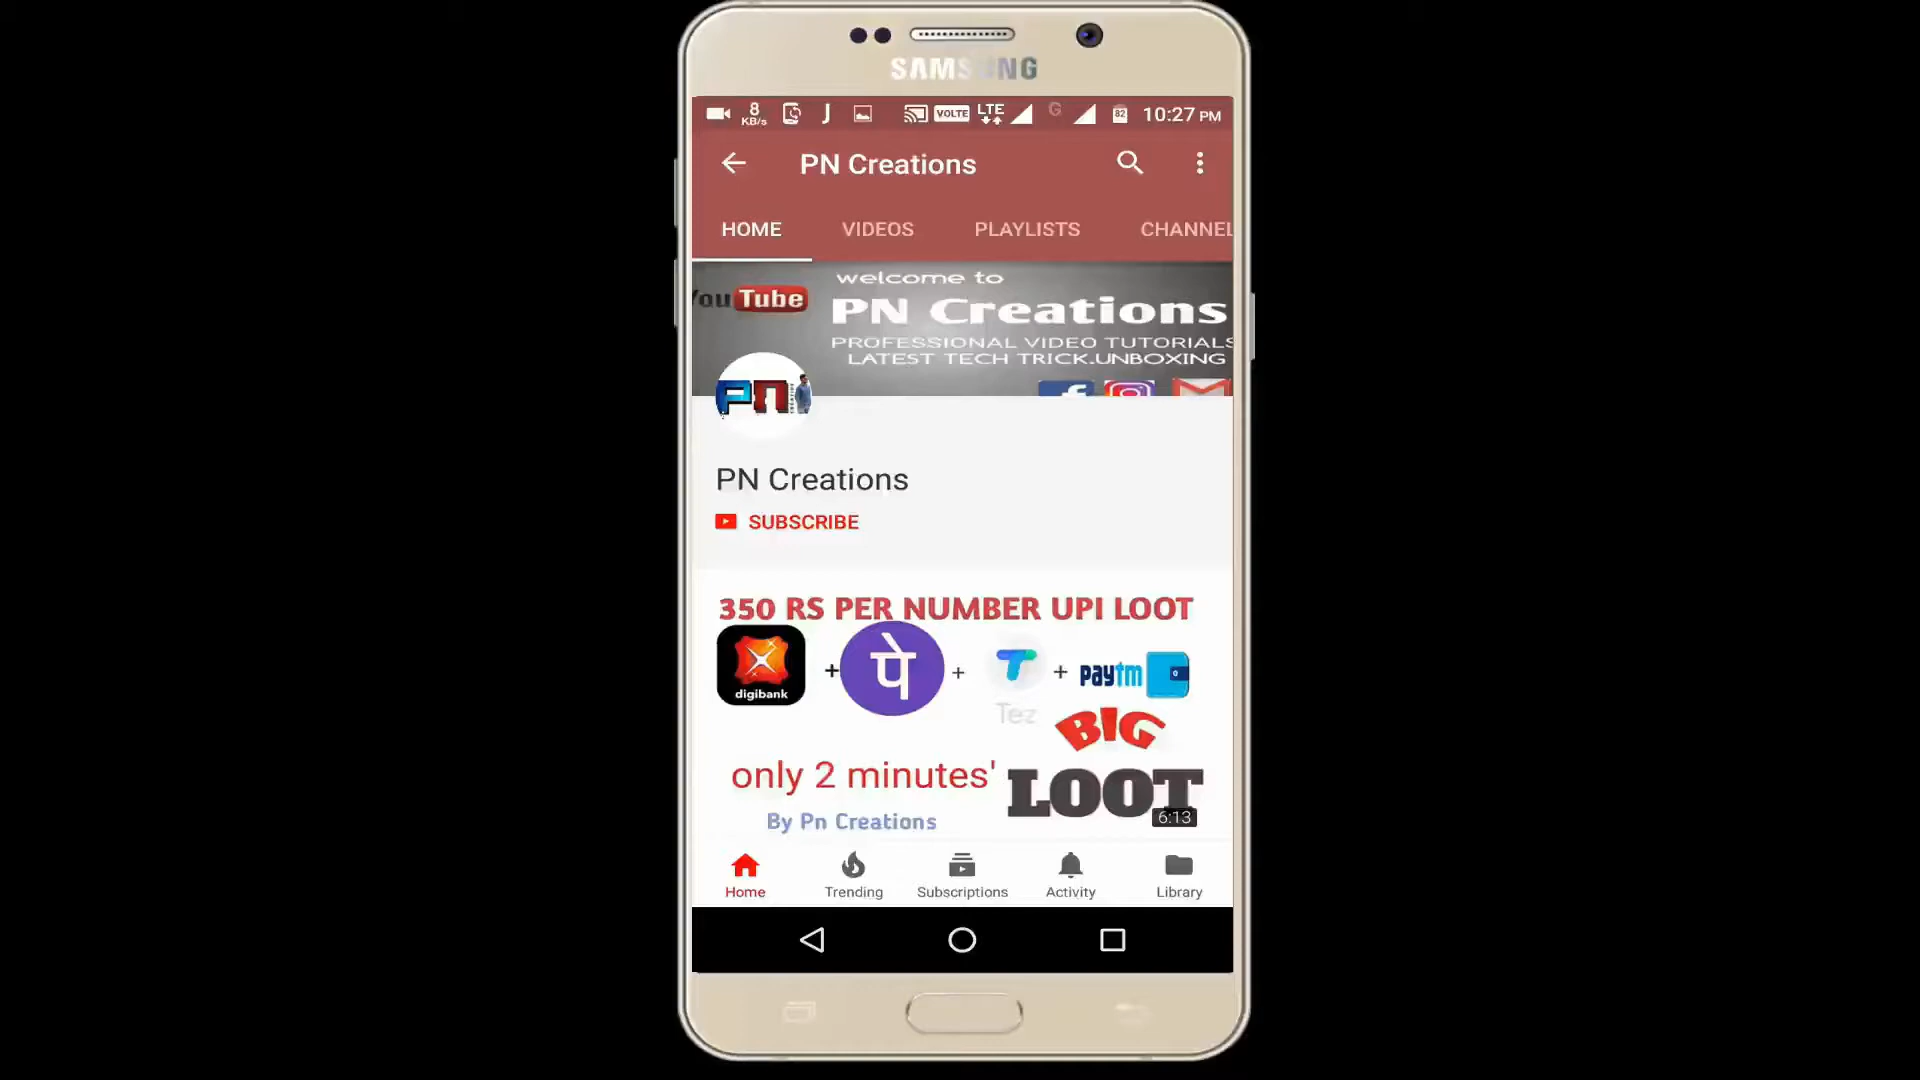 SAMSUNG
8 KB/s J VOLTE LTE G 82 10:27 PM
PN Creations
HOME VIDEOS PLAYLISTS CHANNEL
welcome to
YouTube
PN Creations
PROFESSIONAL VIDEO TUTORIALS
LATEST TECH TRICK.UNBOXING
PN
PN Creations
SUBSCRIBE
350 RS PER NUMBER UPI LOOT
digibank + पे + Tez + paytm
BIG
LOOT
only 2 minutes'
By Pn Creations
6:13
Home Trending Subscriptions Activity Library